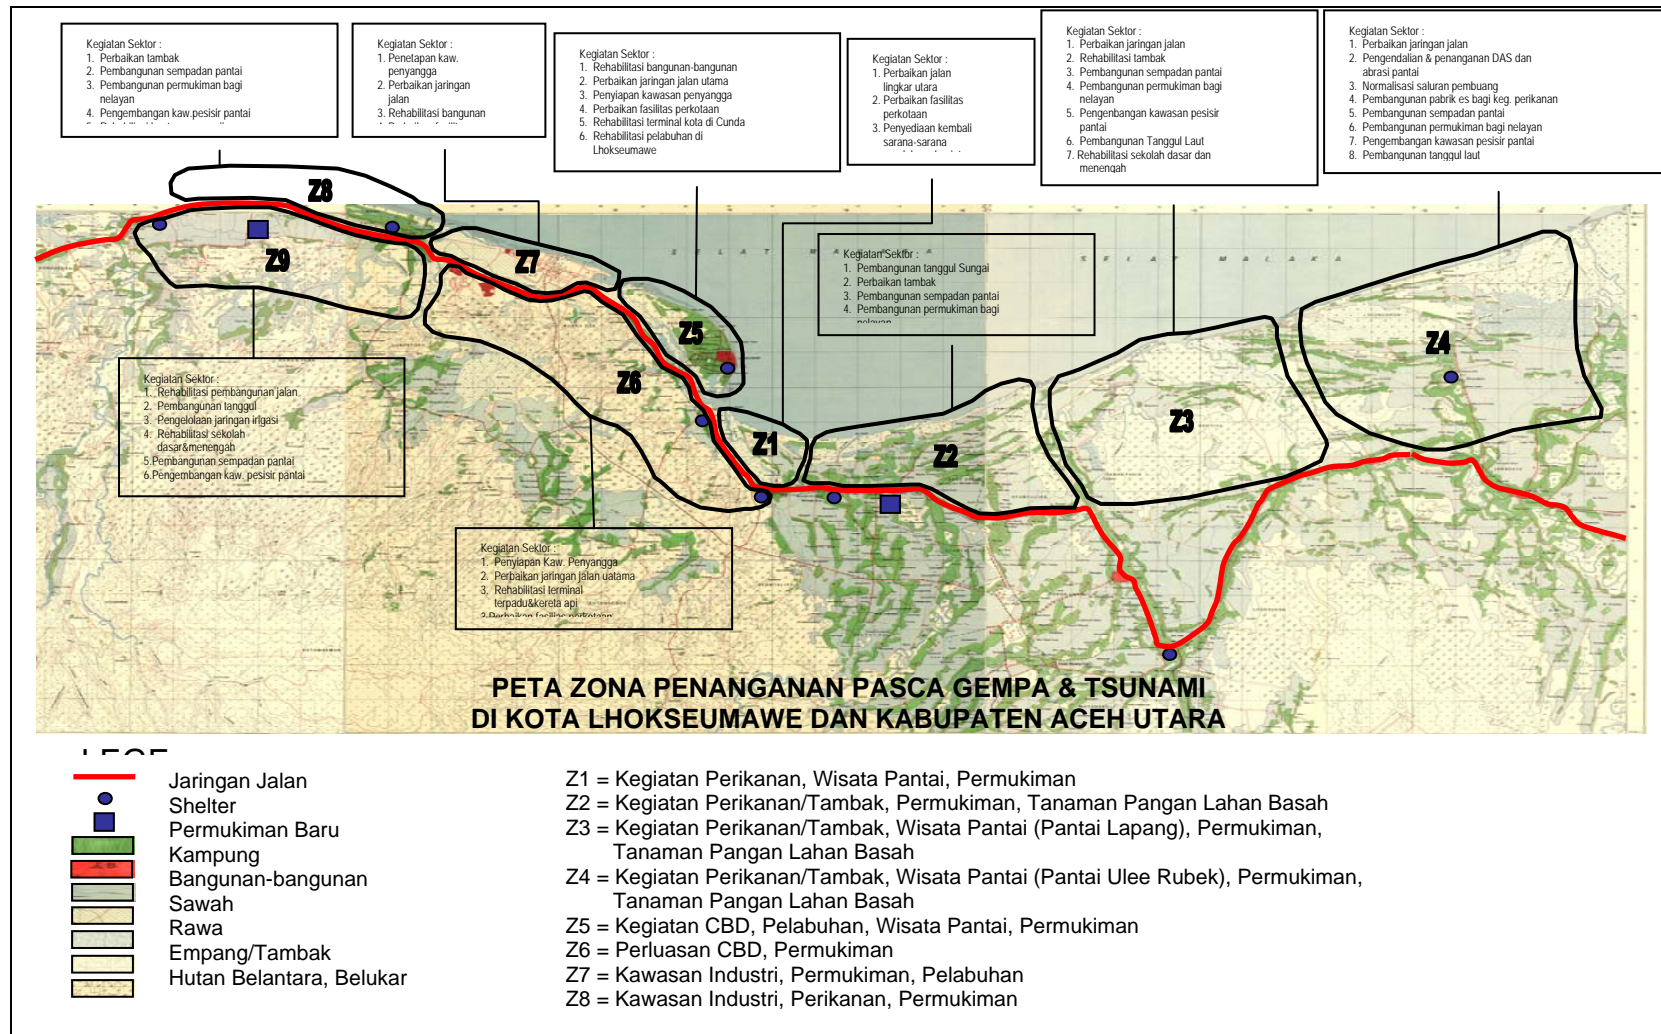 Kegiatan Sektor :
1. Perbaikan tambak
2. Pembangunan sempadan pantai
3. Pembangunan permukiman bagi
nelayan
4. Pengembangan kaw.pesisir pantai
Kegiatan Sektor :
1. Penetapan kaw.
penyangga
2. Perbaikan jaringan
jalan
3. Rehabilitasi bangunan
Kegiatan Sektor :
1. Rehabilitasi bangunan-bangunan
2. Perbaikan jaringan jalan utama
3. Penyiapan kawasan penyangga
4. Perbaikan fasilitas perkotaan
5. Rehabilitasi terminal kota di Cunda
6. Rehabilitasi pelabuhan di
Lhokseumawe
Kegiatan Sektor :
1. Perbaikan jalan
lingkar utara
2. Perbaikan fasilitas
perkotaan
3. Penyediaan kembali
sarana-sarana
Kegiatan Sektor :
1. Perbaikan jaringan jalan
2. Rehabilitasi tambak
3. Pembangunan sempadan pantai
4. Pembangunan permukiman bagi
nelayan
5. Pengenbangan kawasan pesisir
pantai
6. Pembangunan Tanggul Laut
7. Rehabilitasi sekolah dasar dan
menengah
Kegiatan Sektor :
1. Perbaikan jaringan jalan
2. Pengendalian & penanganan DAS dan
abrasi pantai
3. Normalisasi saluran pembuang
4. Pembangunan pabrik es bagi keg. perikanan
5. Pembangunan sempadan pantai
6. Pembangunan permukiman bagi nelayan
7. Pengembangan kawasan pesisir pantai
8. Pembangunan tanggul laut
Z8
Z9
Z7
SELAT
SELAT MALAKA
Kegiatan Sektor :
1. Pembangunan tanggul Sungai
2. Perbaikan tambak
3. Pembangunan sempadan pantai
4. Pembangunan permukiman bagi
nelayan
Z5
Z6
Z4
Z1
Z2
Z3
Kegiatan Sektor :
1. Rehabilitasi pembangunan jalan
2. Pembangunan tanggul
3. Pengelolaan jaringan irigasi
4. Rehabilitasi sekolah
dasar&menengah
5.Pembangunan sempadan pantai
6.Pengembangan kaw. pesisir pantai
Kegiatan Sektor :
1. Penyiapan Kaw. Penyangga
2. Perbaikan jaringan jalan uatama
3. Rehabilitasi terminal
terpadu&kereta api
3.Perbaikan fasilias perkotaan
PETA ZONA PENANGANAN PASCA GEMPA & TSUNAMI
DI KOTA LHOKSEUMAWE DAN KABUPATEN ACEH UTARA
Jaringan Jalan
Shelter
Permukiman Baru
Kampung
Bangunan-bangunan
Sawah
Rawa
Empang/Tambak
Hutan Belantara, Belukar
Z1 = Kegiatan Perikanan, Wisata Pantai, Permukiman
Z2 = Kegiatan Perikanan/Tambak, Permukiman, Tanaman Pangan Lahan Basah
Z3 = Kegiatan Perikanan/Tambak, Wisata Pantai (Pantai Lapang), Permukiman,
Tanaman Pangan Lahan Basah
Z4 = Kegiatan Perikanan/Tambak, Wisata Pantai (Pantai Ulee Rubek), Permukiman,
Tanaman Pangan Lahan Basah
Z5 = Kegiatan CBD, Pelabuhan, Wisata Pantai, Permukiman
Z6 = Perluasan CBD, Permukiman
Z7 = Kawasan Industri, Permukiman, Pelabuhan
Z8 = Kawasan Industri, Perikanan, Permukiman